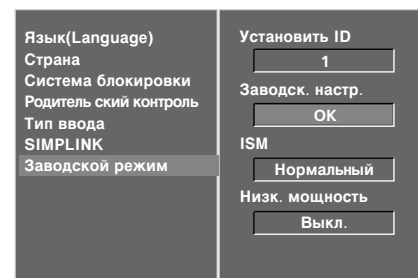 Язык(Language)
Страна
Система блокировки
Родитель ский контроль
Тип ввода
SIMPLINK
Заводской режим
Установить ID
1
Заводск. настр.
ОК
ISM
Нормальный
Низк. мощность
Выкл.